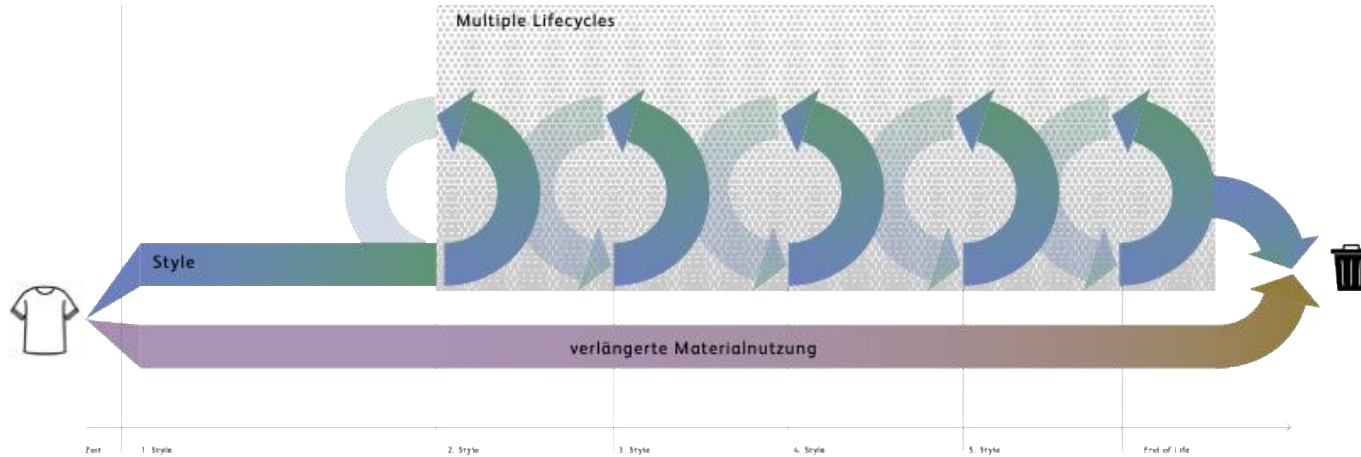 Multiple Lifecycles
Style
verlängerte Materialnutzung
Zeit
1. Style
2. Style
3. Style
4. Style
5. Style
End of Life